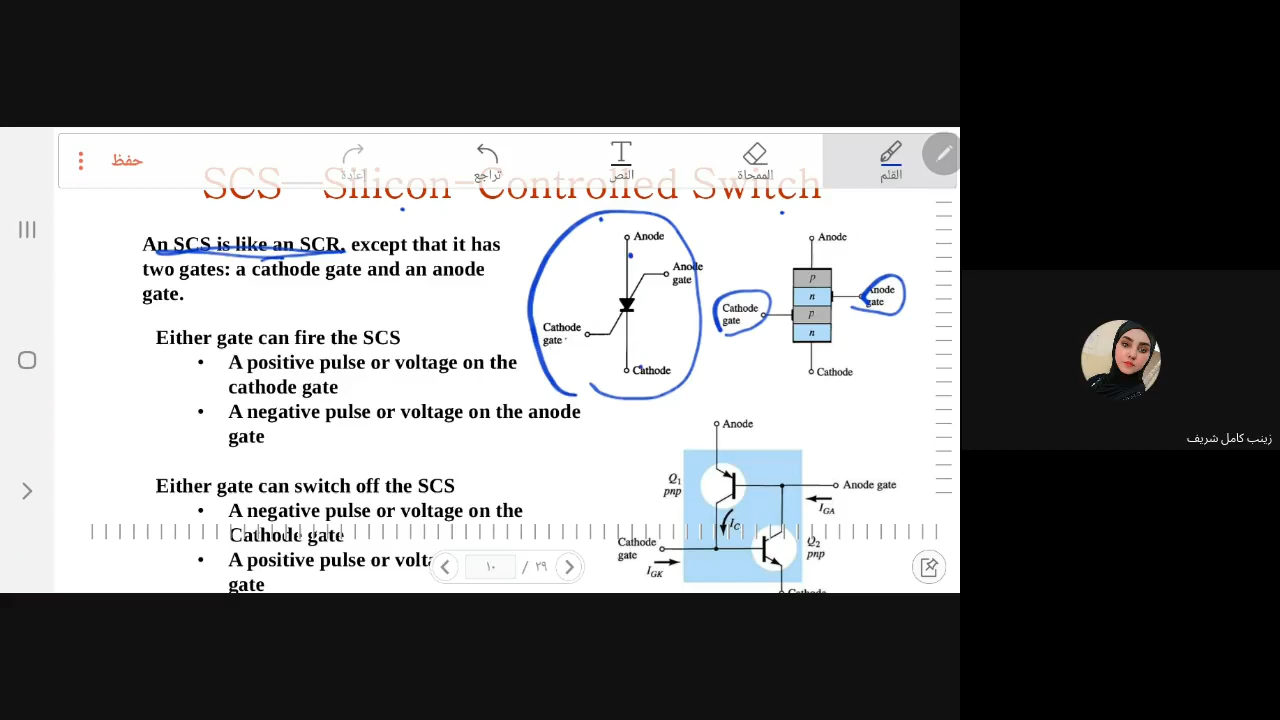 حفظ
إعادة
تراجع
النص
الممحاة
القلم
SCS—Silicon-Controlled Switch
An SCS is like an SCR, except that it has
two gates: a cathode gate and an anode
gate.
Either gate can fire the SCS
• A positive pulse or voltage on the
cathode gate
• A negative pulse or voltage on the anode
gate
Either gate can switch off the SCS
• A negative pulse or voltage on the
Cathode gate
• A positive pulse or volta
gate
Anode
Anode
gate
Cathode
gate
Cathode
Anode
p
n
p
n
Anode
gate
Cathode
gate
Cathode
Anode
Q1
pnp
Anode gate
IGA
IC
Cathode
gate
IGK
Q2
pnp
Cathode
١٠ / ٢٩
زينب كامل شريف